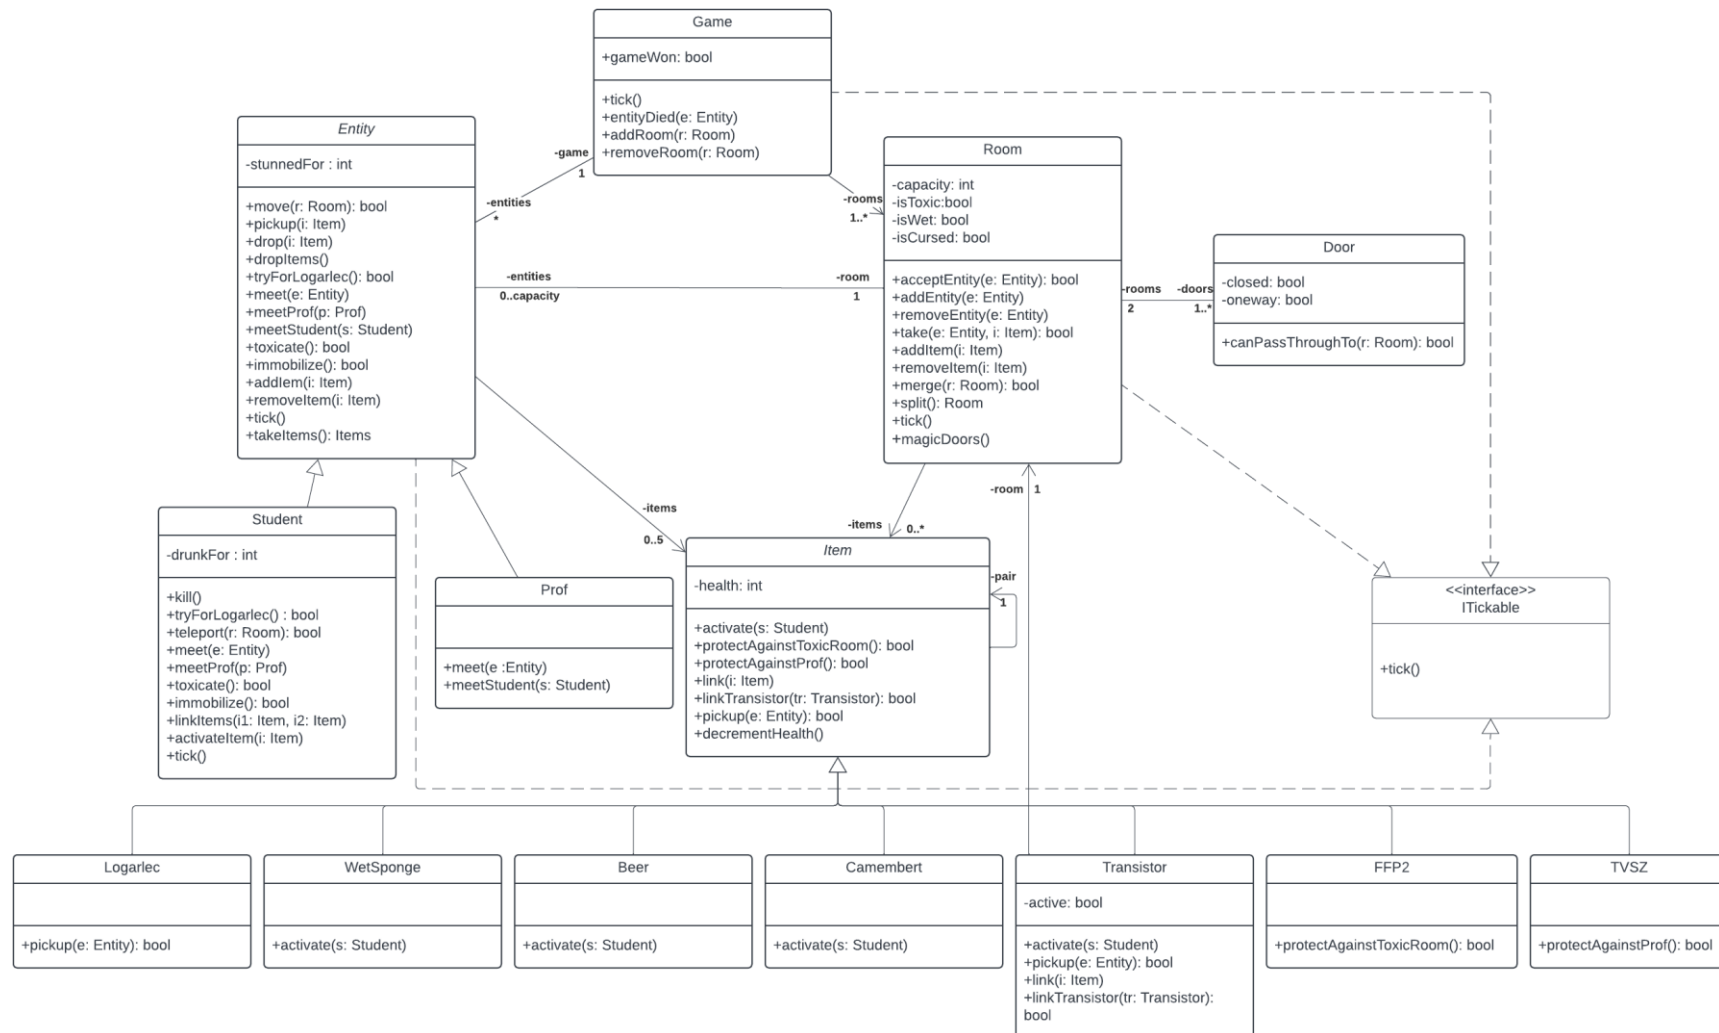 Game
+gameWon: bool
+tick()
+entityDied(e: Entity)
+addRoom(r: Room)
+removeRoom(r: Room)
-game
1
-entities
*
-rooms
1..*
Entity
-stunnedFor : int
+move(r: Room): bool
+pickup(i: Item)
+drop(i: Item)
+dropItems()
+tryForLogarlec(): bool
+meet(e: Entity)
+meetProf(p: Prof)
+meetStudent(s: Student)
+toxicate(): bool
+immobilize(): bool
+addIem(i: Item)
+removeItem(i: Item)
+tick()
+takeItems(): Items
-entities
0..capacity
-room
1
Room
-capacity: int
-isToxic:bool
-isWet: bool
-isCursed: bool
+acceptEntity(e: Entity): bool
+addEntity(e: Entity)
+removeEntity(e: Entity)
+take(e: Entity, i: Item): bool
+addItem(i: Item)
+removeItem(i: Item)
+merge(r: Room): bool
+split(): Room
+tick()
+magicDoors()
-rooms
2
-doors
1..*
Door
-closed: bool
-oneway: bool
+canPassThroughTo(r: Room): bool
-items
0..5
-items
0..*
-room
1
Student
-drunkFor : int
+kill()
+tryForLogarlec() : bool
+teleport(r: Room): bool
+meet(e: Entity)
+meetProf(p: Prof)
+toxicate(): bool
+immobilize(): bool
+linkItems(i1: Item, i2: Item)
+activateItem(i: Item)
+tick()
Prof
+meet(e :Entity)
+meetStudent(s: Student)
Item
-health: int
+activate(s: Student)
+protectAgainstToxicRoom(): bool
+protectAgainstProf(): bool
+link(i: Item)
+linkTransistor(tr: Transistor): bool
+pickup(e: Entity): bool
+decrementHealth()
-pair
1
<<interface>>
ITickable
+tick()
Logarlec
+pickup(e: Entity): bool
WetSponge
+activate(s: Student)
Beer
+activate(s: Student)
Camembert
+activate(s: Student)
Transistor
-active: bool
+activate(s: Student)
+pickup(e: Entity): bool
+link(i: Item)
+linkTransistor(tr: Transistor):
bool
FFP2
+protectAgainstToxicRoom(): bool
TVSZ
+protectAgainstProf(): bool